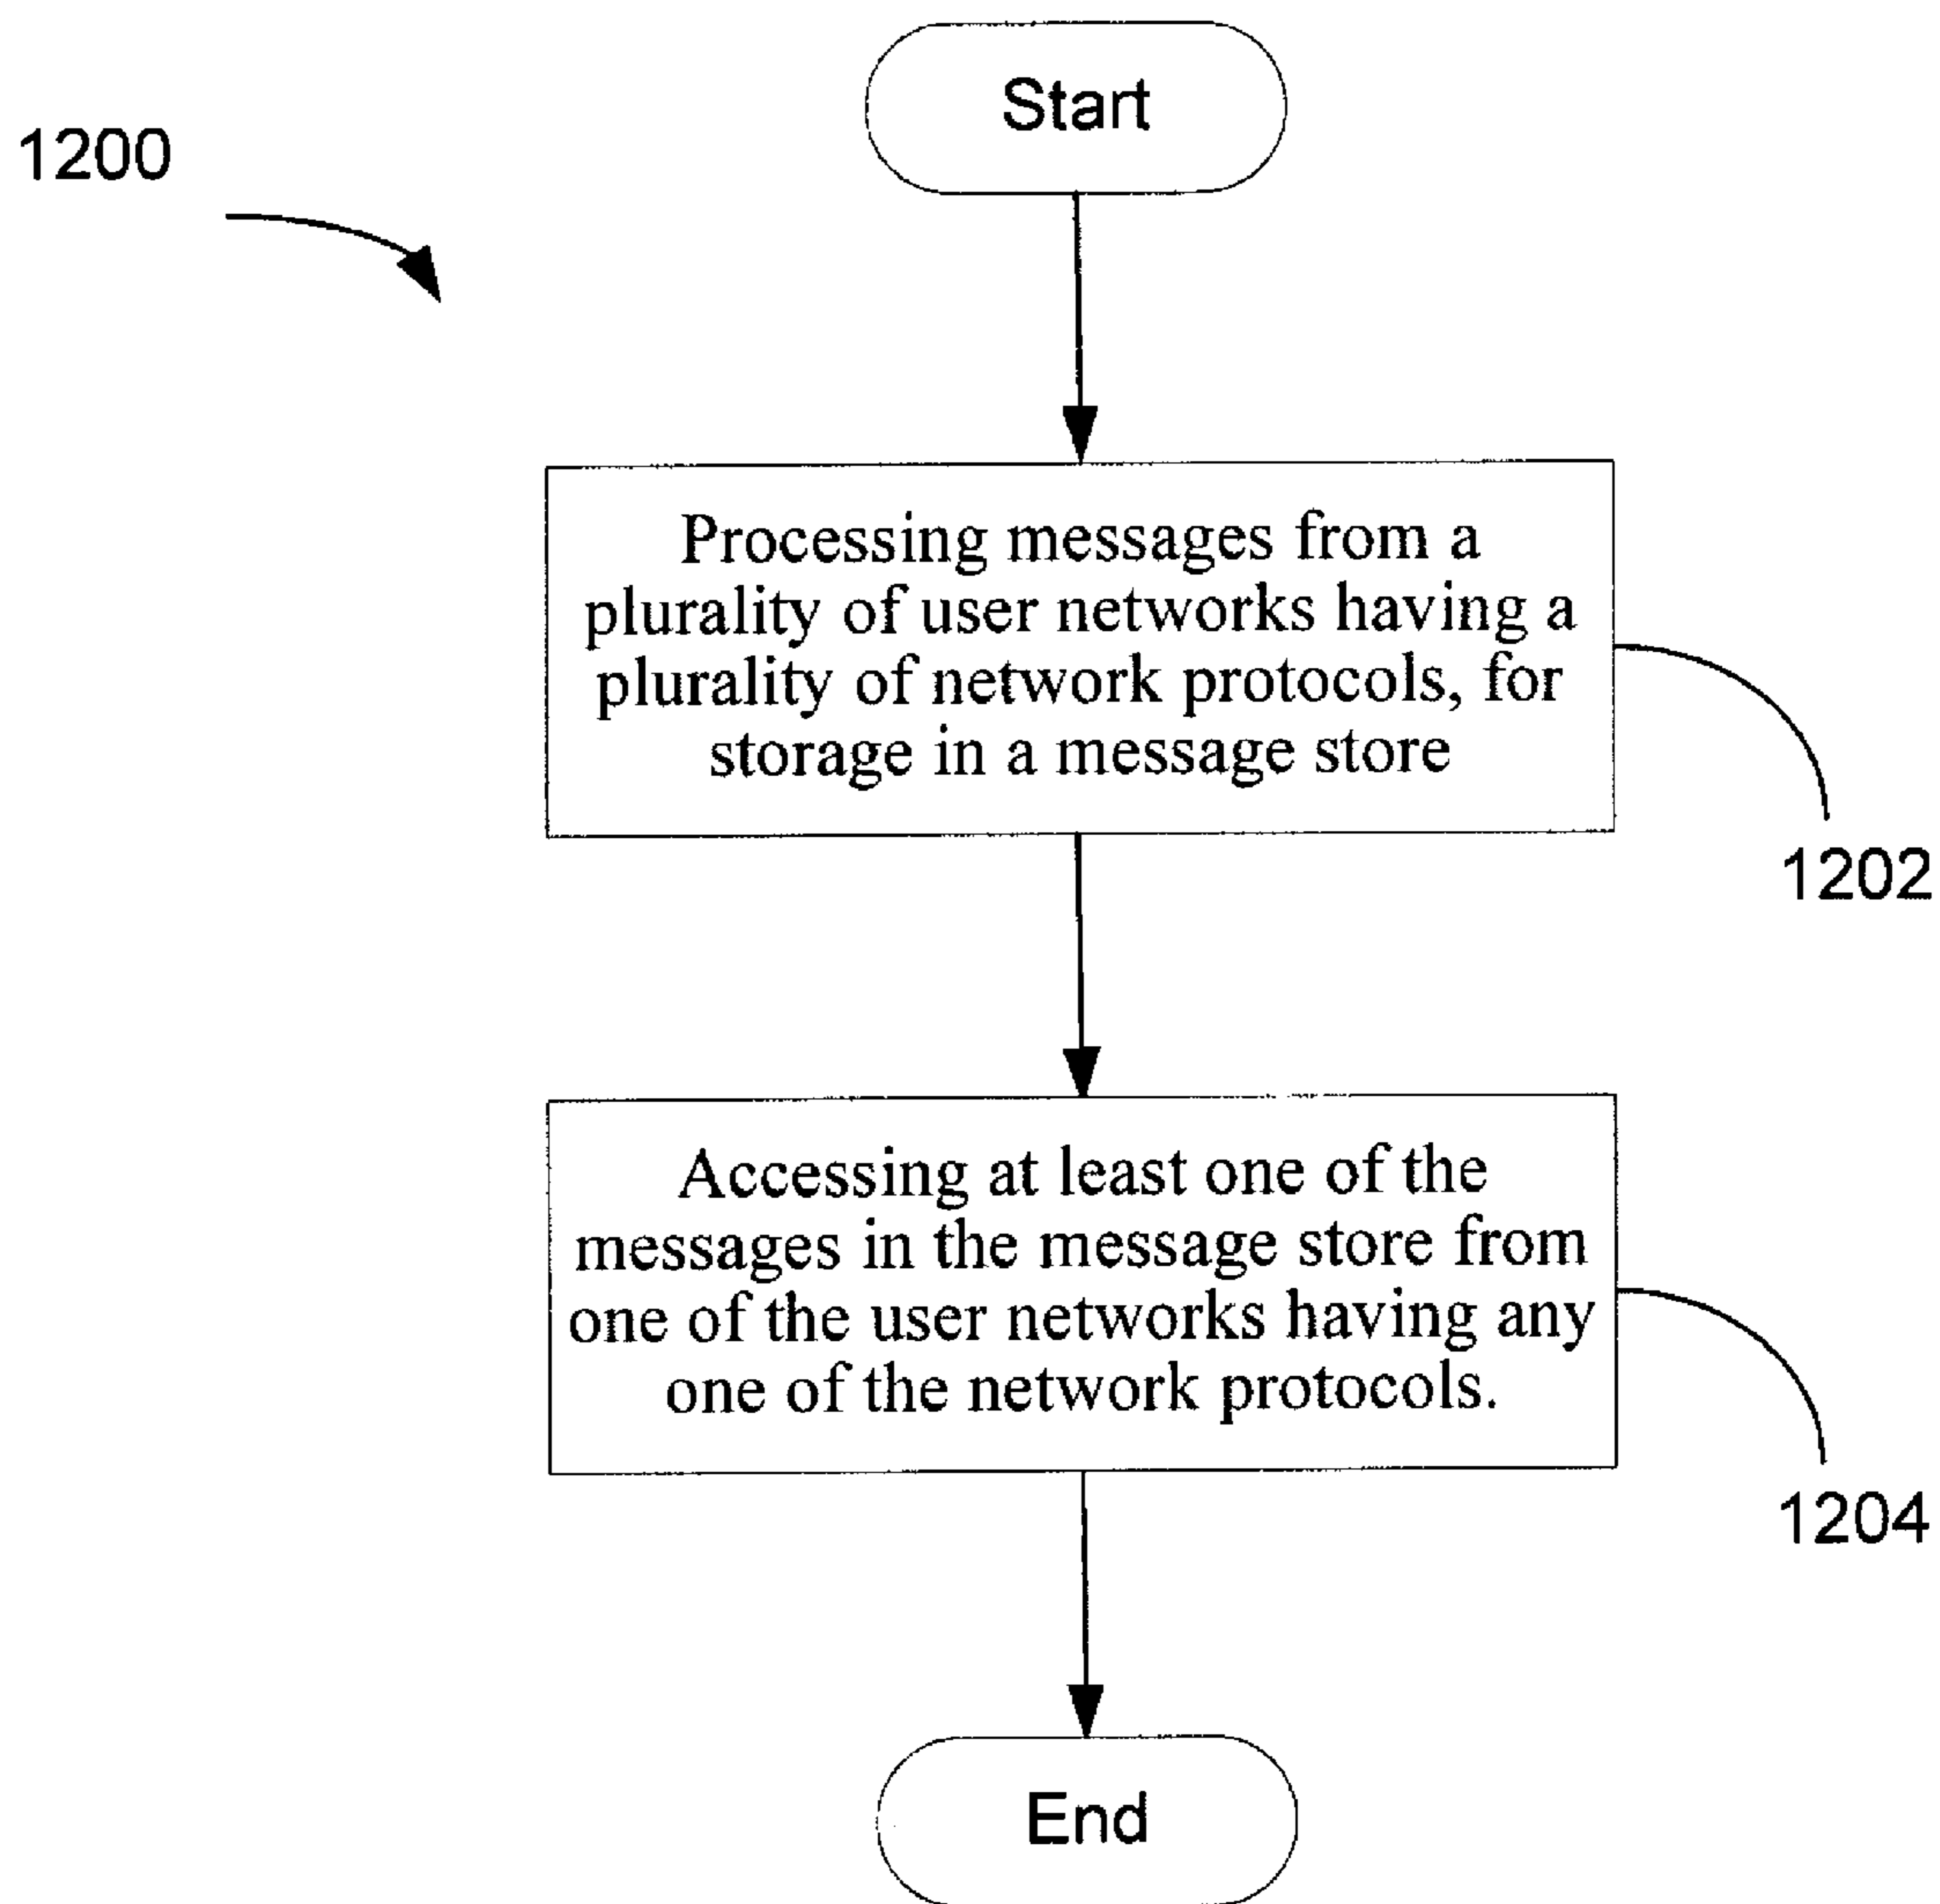 Start
1200
Processing messages from a
plurality of user networks having a
plurality of network protocols, for
storage in a message store
1202
Accessing at least one of the
messages in the message store from
one of the user networks having any
one of the network protocols.
1204
End